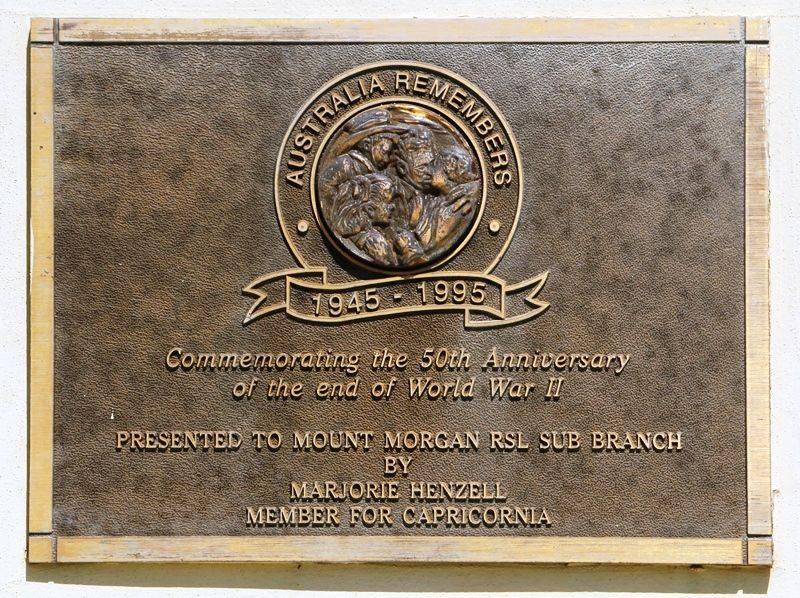 AUSTRALIA REMEMBERS
1945 - 1995
Commemorating the 50th Anniversary
of the end of World War II
PRESENTED TO MOUNT MORGAN RSL SUB BRANCH
BY
MARJORIE HENZELL
MEMBER FOR CAPRICORNIA